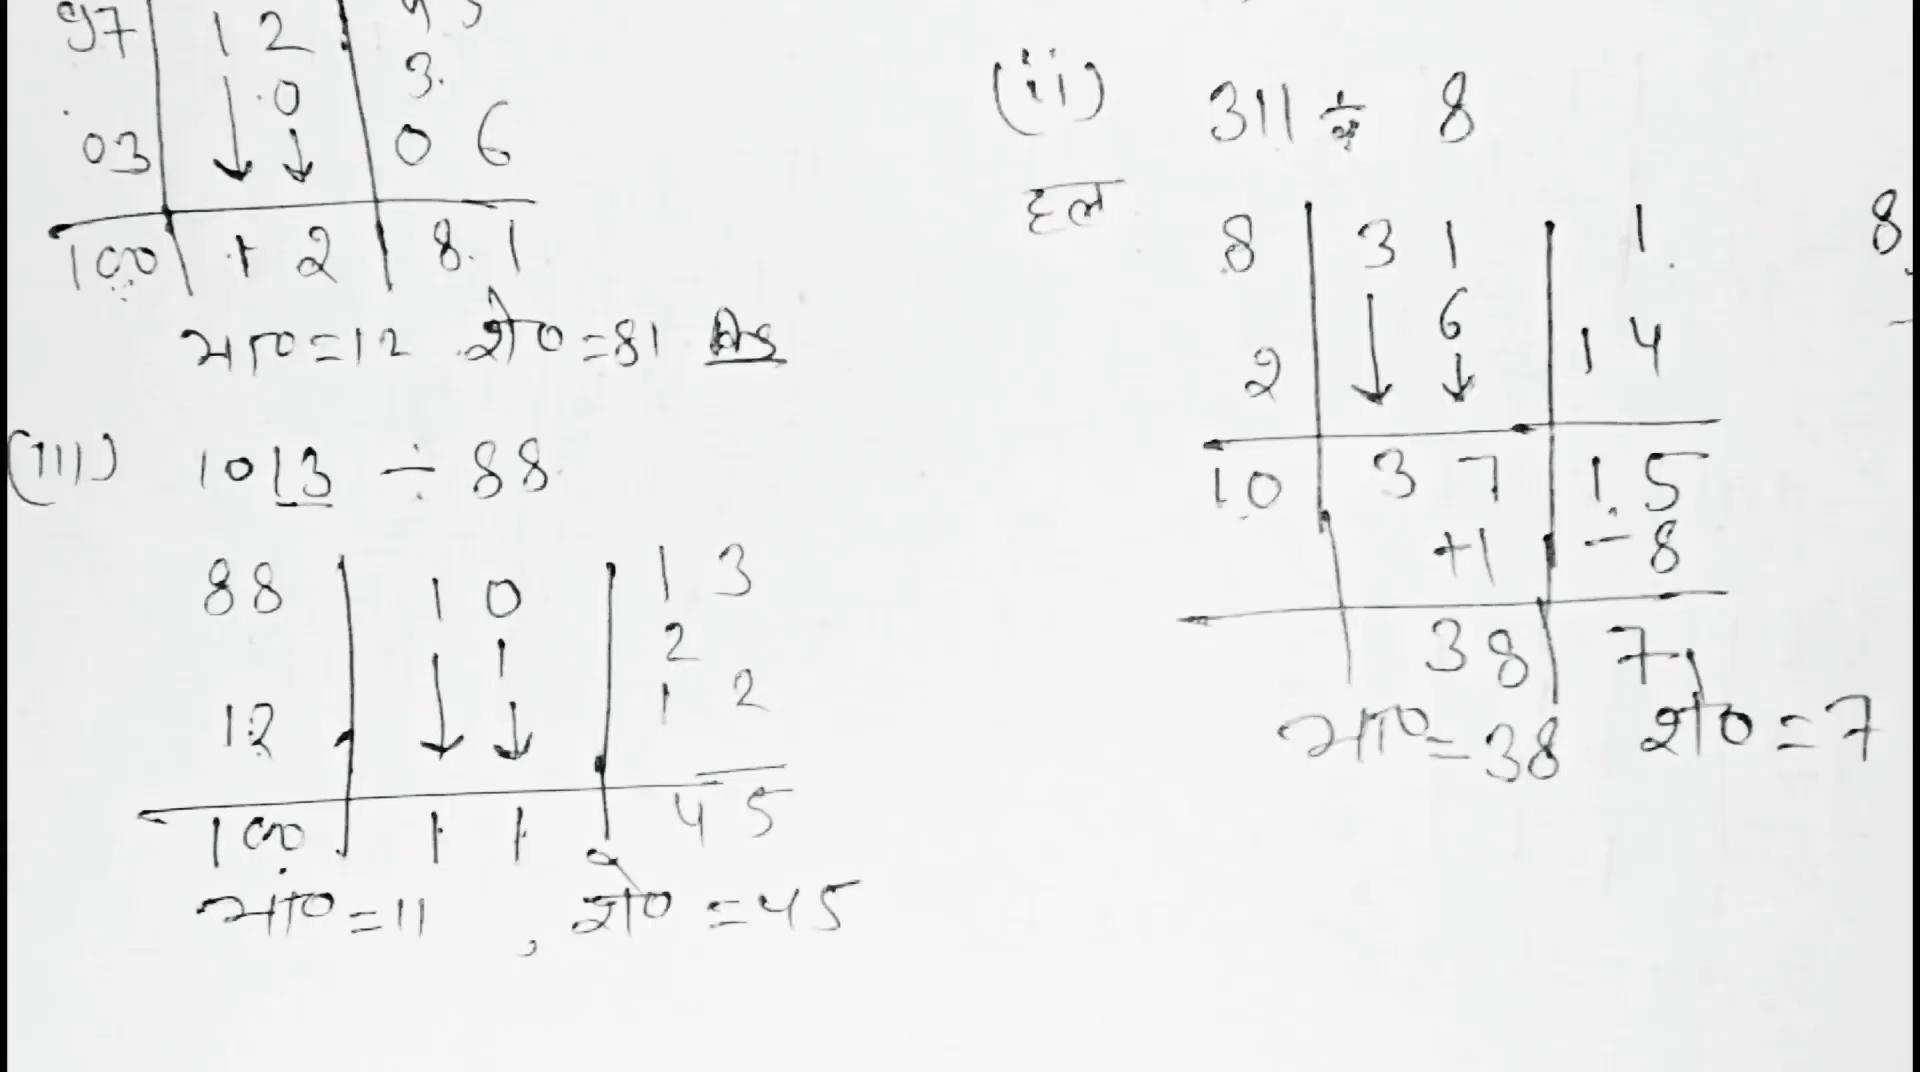 97 | 1 2 |
0 | 3.
03 | ↓ ↓ | 0 6
100 | 1 2 | 8 1
भा० = 12 शे० = 81 Ans
(iii) 1013 ÷ 88
88 | 1 0 | 1 3
1 | 2
12 | ↓ ↓ | 1 2
100 | 1 1 | 4 5
भा० = 11 , शे० = 45
(ii) 311 ÷ 8
हल
8 | 3 1 | 1
6 | 1 4
2 | ↓ ↓
10 | 3 7 | 1 5
+1 | - 8
38 | 7
भा० = 38 शे० = 7
8